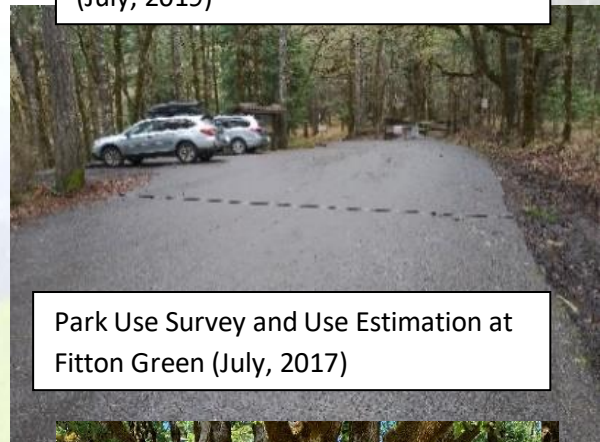 (July, 2019)
Park Use Survey and Use Estimation at
Fitton Green (July, 2017)